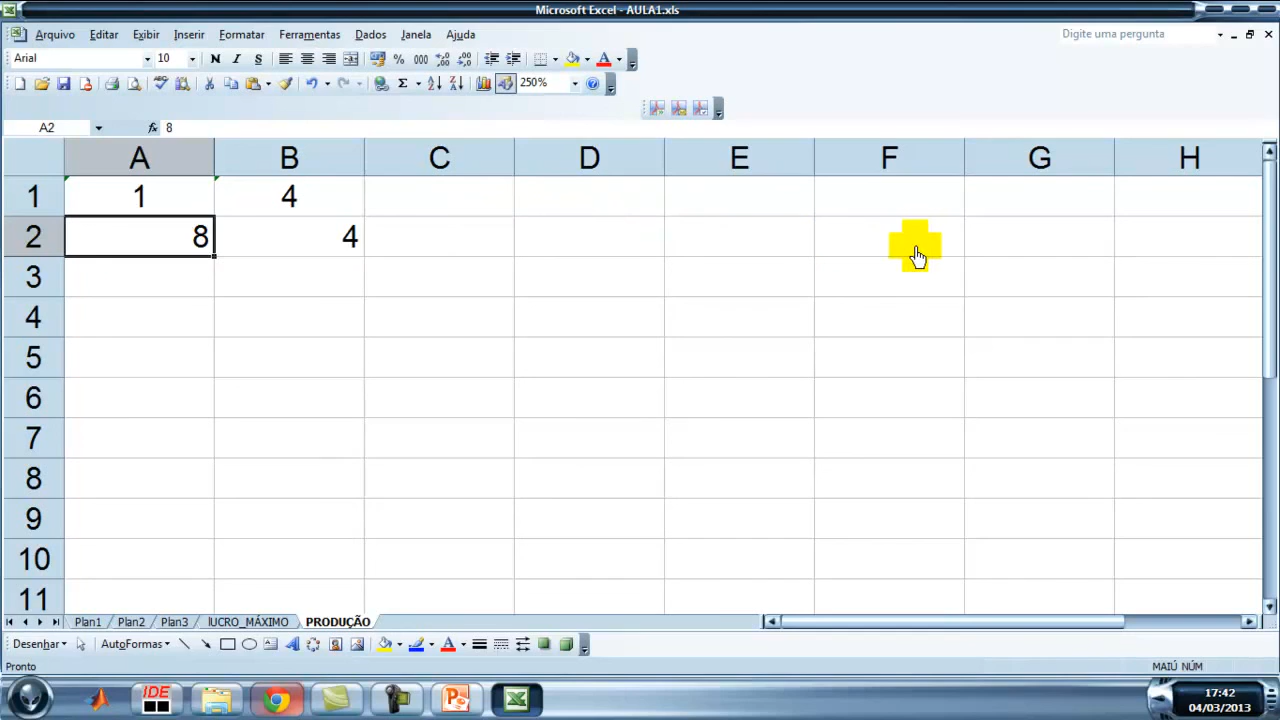 Microsoft Excel - AULA1.xls
Arquivo Editar Exibir Inserir Formatar Ferramentas Dados Janela Ajuda Digite uma pergunta
Arial 10 N I S % 000
Σ 250%
A2 fx 8
A B C D E F G H
1 1 4
2 8 4
3
4
5
6
7
8
9
10
11
Plan1 Plan2 Plan3 lUCRO_MÁXIMO PRODUÇÃO
Desenhar AutoFormas
Pronto MAIÚ NÚM
IDE 17:42
04/03/2013